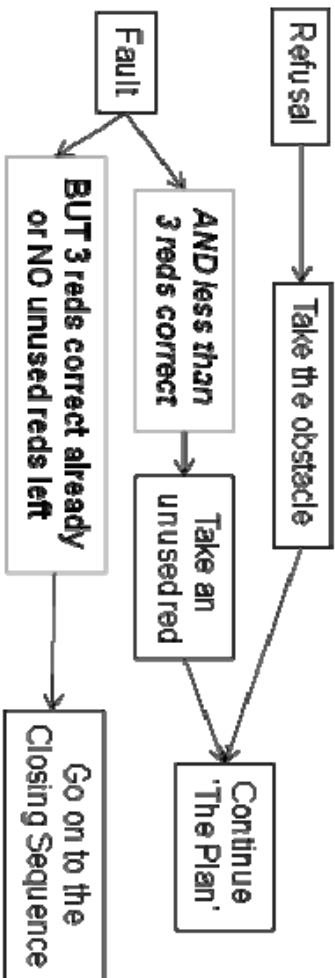 Refusal
Take the obstacle
Continue
'The Plan'
Fault
AND less than
3 reds correct
Take an
unused red
BUT 3 reds correct already
or NO unused reds left
Go on to the
Closing Sequence